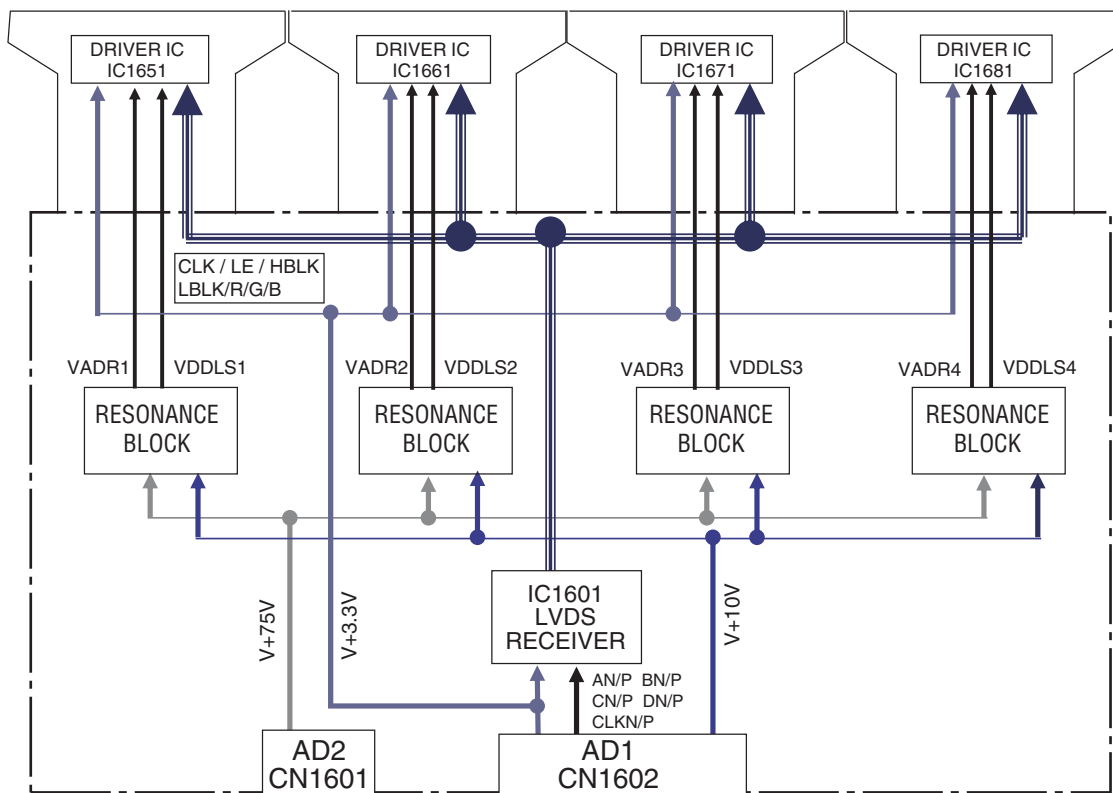 DRIVER IC
IC1651
DRIVER IC
IC1661
DRIVER IC
IC1671
DRIVER IC
IC1681
CLK / LE / HBLK
LBLK/R/G/B
VADR1
VDDLS1
VADR2
VDDLS2
VADR3
VDDLS3
VADR4
VDDLS4
RESONANCE
BLOCK
RESONANCE
BLOCK
RESONANCE
BLOCK
RESONANCE
BLOCK
V+75V
V+3.3V
IC1601
LVDS
RECEIVER
V+10V
AN/P BN/P
CN/P DN/P
CLKN/P
AD2
CN1601
AD1
CN1602